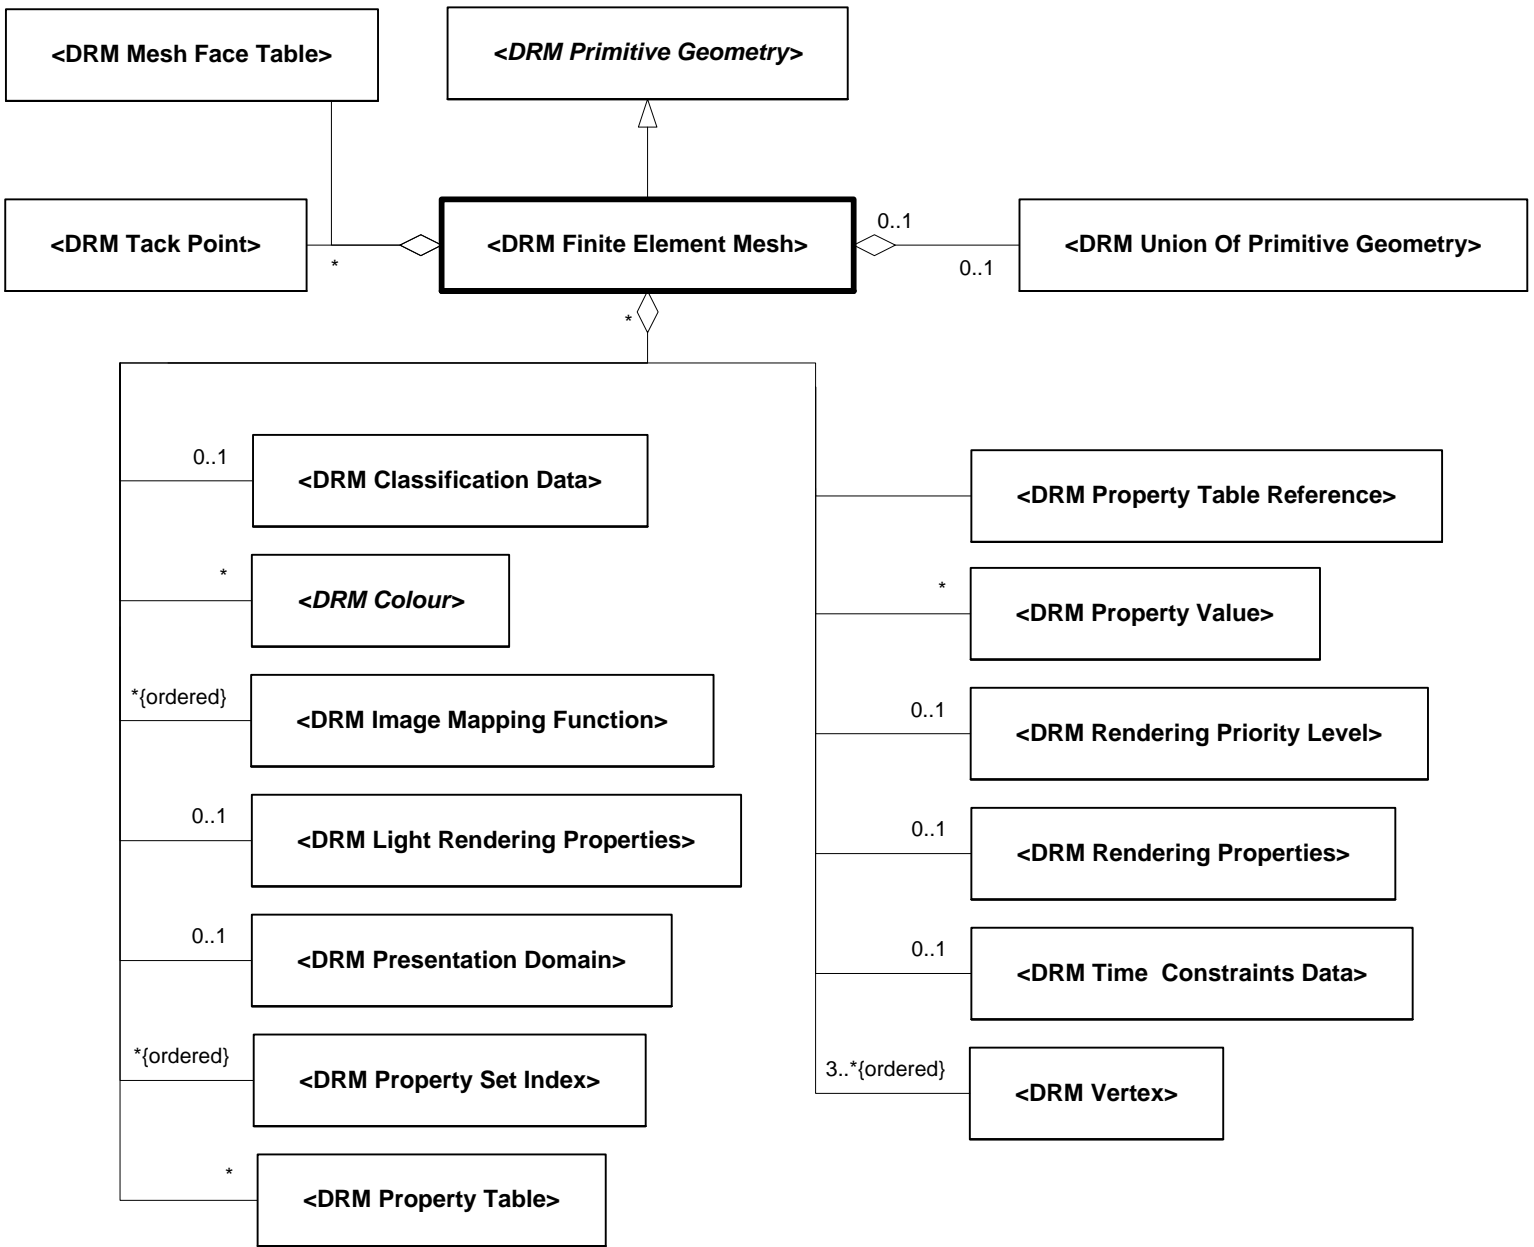 <DRM Mesh Face Table>
<DRM Primitive Geometry>
<DRM Tack Point>
*
<DRM Finite Element Mesh>
0..1
0..1
<DRM Union Of Primitive Geometry>
*
0..1
<DRM Classification Data>
*
<DRM Colour>
*{ordered}
<DRM Image Mapping Function>
0..1
<DRM Light Rendering Properties>
0..1
<DRM Presentation Domain>
*{ordered}
<DRM Property Set Index>
*
<DRM Property Table>
<DRM Property Table Reference>
*
<DRM Property Value>
0..1
<DRM Rendering Priority Level>
0..1
<DRM Rendering Properties>
0..1
<DRM Time  Constraints Data>
3..*{ordered}
<DRM Vertex>